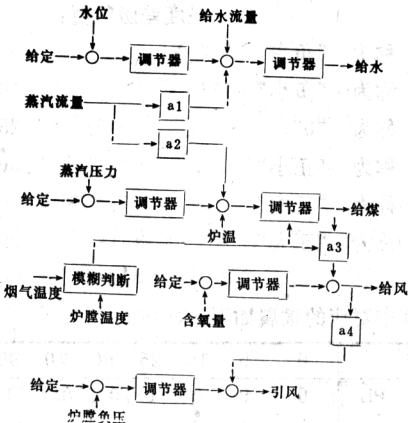 水位 给水流量
给定 调节器 调节器 给水
蒸汽流量 a1
a2
蒸汽压力
给定 调节器 调节器 给煤
炉温 a3
烟气温度 模糊判断 给定 调节器 给风
炉膛温度 含氧量
a4
给定 调节器 引风
炉膛负压